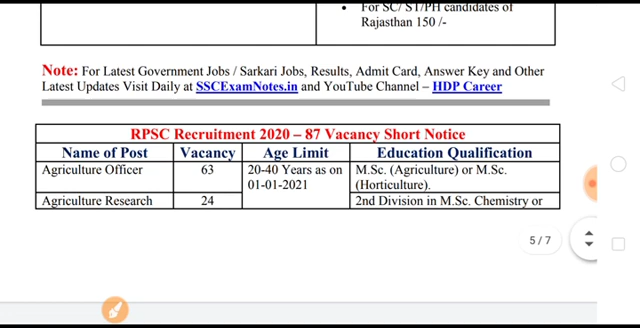 • For SC/ST/PH candidates of
Rajasthan 150 /-
Note: For Latest Government Jobs / Sarkari Jobs, Results, Admit Card, Answer Key and Other
Latest Updates Visit Daily at SSCExamNotes.in and YouTube Channel – HDP Career
RPSC Recruitment 2020 – 87 Vacancy Short Notice
Name of Post Vacancy Age Limit Education Qualification
Agriculture Officer 63 20-40 Years as on M.Sc. (Agriculture) or M.Sc.
01-01-2021 (Horticulture).
Agriculture Research 24 2nd Division in M.Sc. Chemistry or
5 / 7